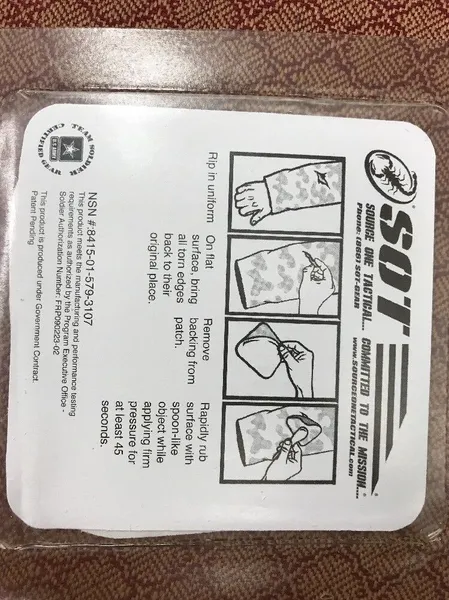 SOT®
SOURCE ONE TACTICAL... COMMITTED TO THE MISSION....®
Phone: (866) SOT-GEAR www.SOURCEONETACTICAL.com
Rip in uniform
On flat
surface, bring
all torn edges
back to their
original place.
Remove
backing from
patch.
Rapidly rub
surface with
spoon-like
object while
applying firm
pressure for
at least 45
seconds.
TEAM SOLDIER
CERTIFIED GEAR
NSN #:8415-01-579-3107
This product meets the manufacturing and performance testing
requirements as authorized by the Program Executive Office -
Soldier Authorization Number: FRP090223-02
This product is produced under Government Contract.
Patent Pending